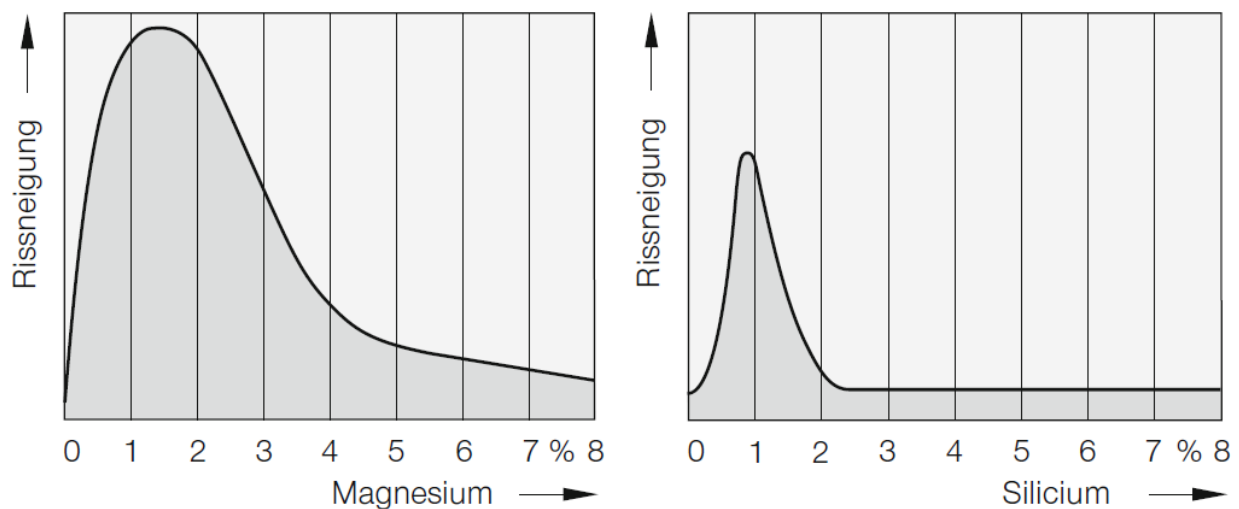 Rissneigung
0 1 2 3 4 5 6 7 % 8
Magnesium
Rissneigung
0 1 2 3 4 5 6 7 % 8
Silicium